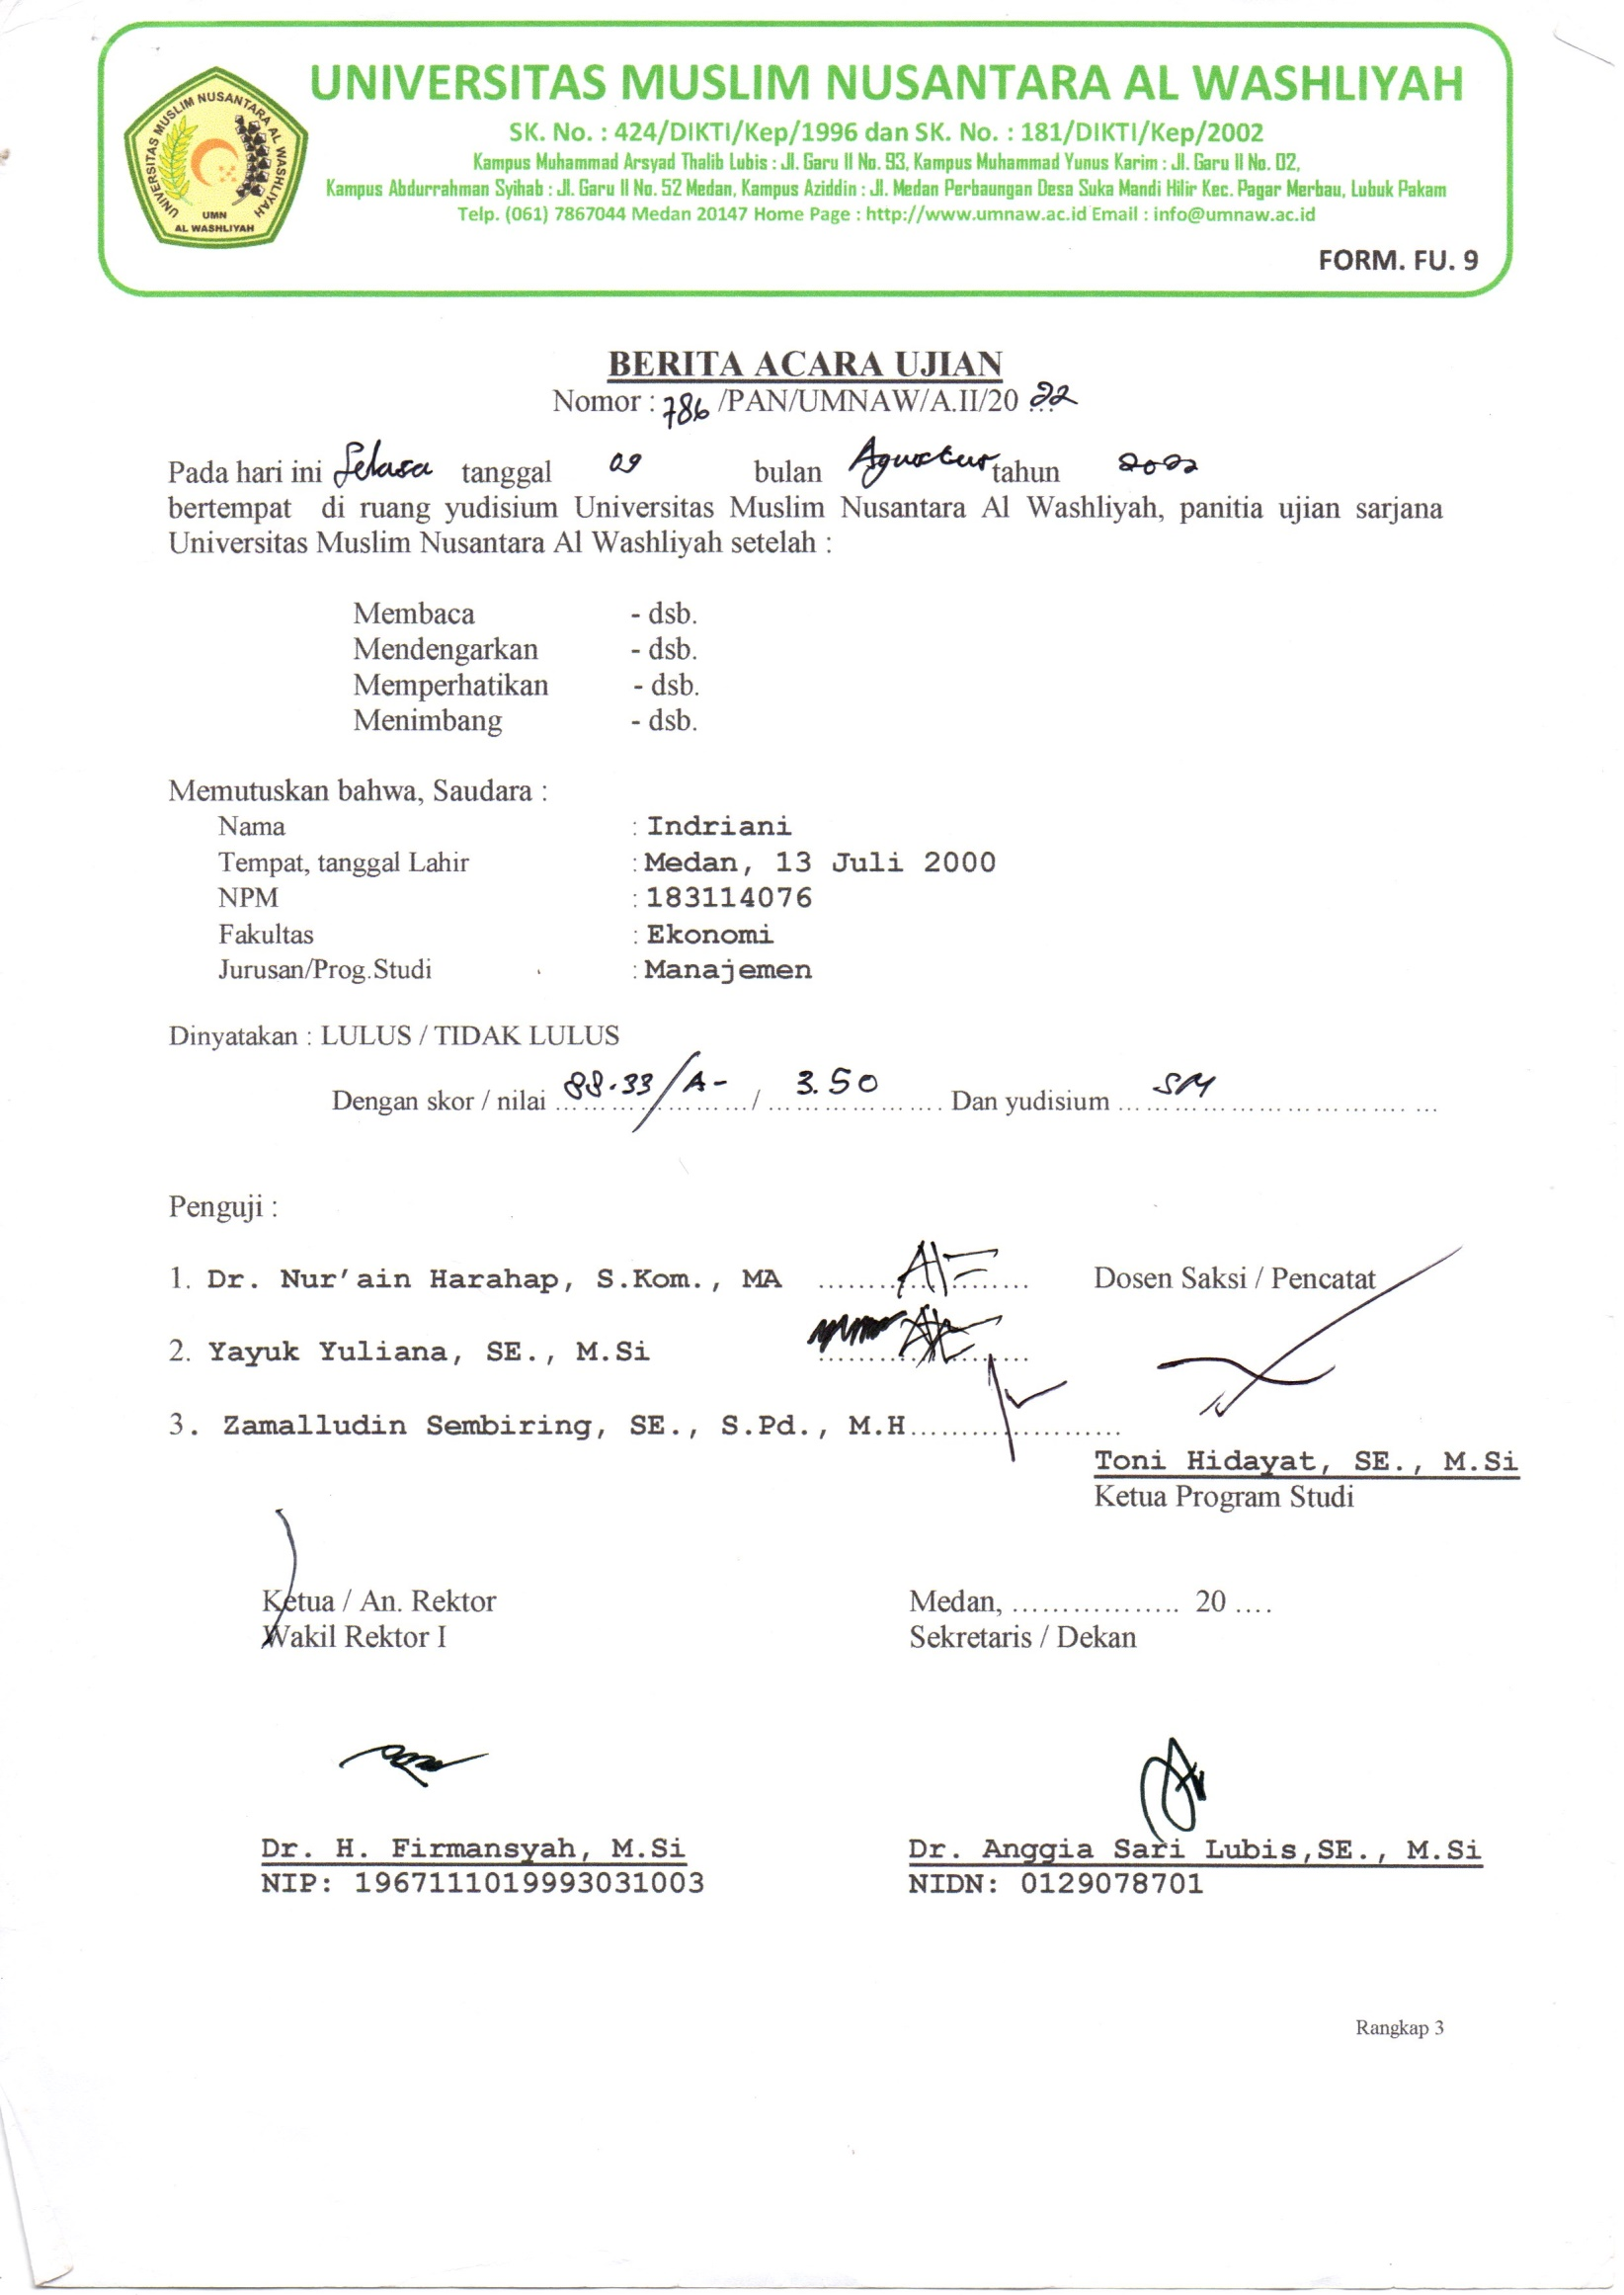 UNIVERSITAS MUSLIM NUSANTARA AL WASHLIYAH
SK. No. : 424/DIKTI/Kep/1996 dan SK. No. : 181/DIKTI/Kep/2002
Kampus Muhammad Arsyad Thalib Lubis : Jl. Garu II No. 93, Kampus Muhammad Yunus Karim : Jl. Garu II No. 02,
Kampus Abdurrahman Syihab : Jl. Garu II No. 52 Medan, Kampus Aziddin : Jl. Medan Perbaungan Desa Suka Mandi Hilir Kec. Pagar Merbau, Lubuk Pakam
Telp. (061) 7867044 Medan 20147 Home Page : http://www.umnaw.ac.id Email : info@umnaw.ac.id
UNIVERSITAS MUSLIM NUSANTARA AL WASHLIYAH
UMN
AL WASHLIYAH
FORM. FU. 9
BERITA ACARA UJIAN
Nomor : 786 /PAN/UMNAW/A.II/20 22
Pada hari ini Selasa tanggal 09 bulan Agustus tahun 2022
bertempat di ruang yudisium Universitas Muslim Nusantara Al Washliyah, panitia ujian sarjana
Universitas Muslim Nusantara Al Washliyah setelah :
Membaca - dsb.
Mendengarkan - dsb.
Memperhatikan - dsb.
Menimbang - dsb.
Memutuskan bahwa, Saudara :
Nama : Indriani
Tempat, tanggal Lahir : Medan, 13 Juli 2000
NPM : 183114076
Fakultas : Ekonomi
Jurusan/Prog.Studi : Manajemen
Dinyatakan : LULUS / TIDAK LULUS
Dengan skor / nilai 88.33/A- / 3.50 Dan yudisium SM
Penguji :
1. Dr. Nur'ain Harahap, S.Kom., MA ........................ Dosen Saksi / Pencatat
2. Yayuk Yuliana, SE., M.Si ........................
3. Zamalludin Sembiring, SE., S.Pd., M.H........................
Toni Hidayat, SE., M.Si
Ketua Program Studi
Ketua / An. Rektor
Wakil Rektor I
Medan, ................. 20 ....
Sekretaris / Dekan
Dr. H. Firmansyah, M.Si
NIP: 1967111019993031003
Dr. Anggia Sari Lubis,SE., M.Si
NIDN: 0129078701
Rangkap 3